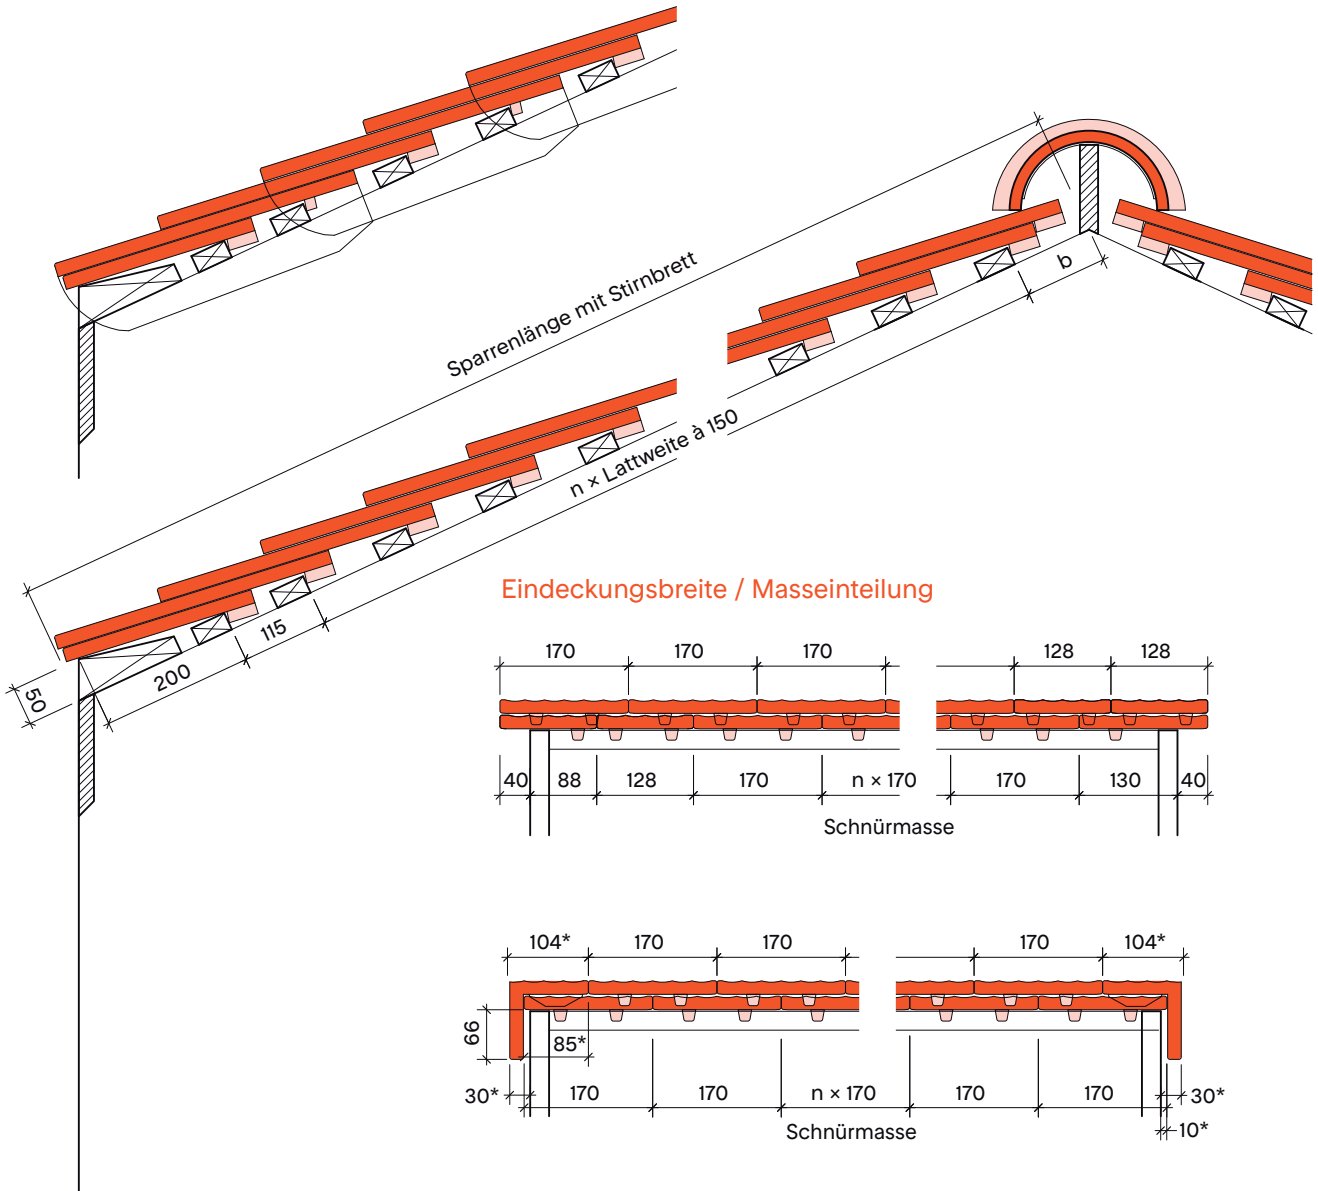 b
Sparrenlänge mit Stirnbrett
n × Lattweite à 150
115
200
50
Eindeckungsbreite / Masseinteilung
170 170 170 128 128
40 88 128 170 n × 170 170 130 40
Schnürmasse
104* 170 170 170 104*
66
85*
30* 170 170 n × 170 170 170 30*
10*
Schnürmasse